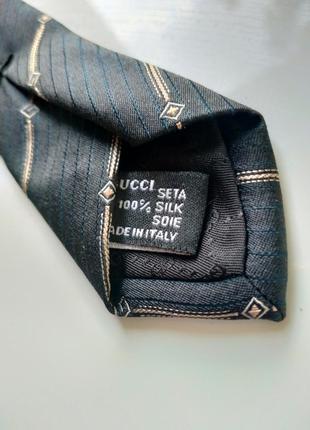 UCCI
SETA
100% SILK
SOIE
ADE IN ITALY